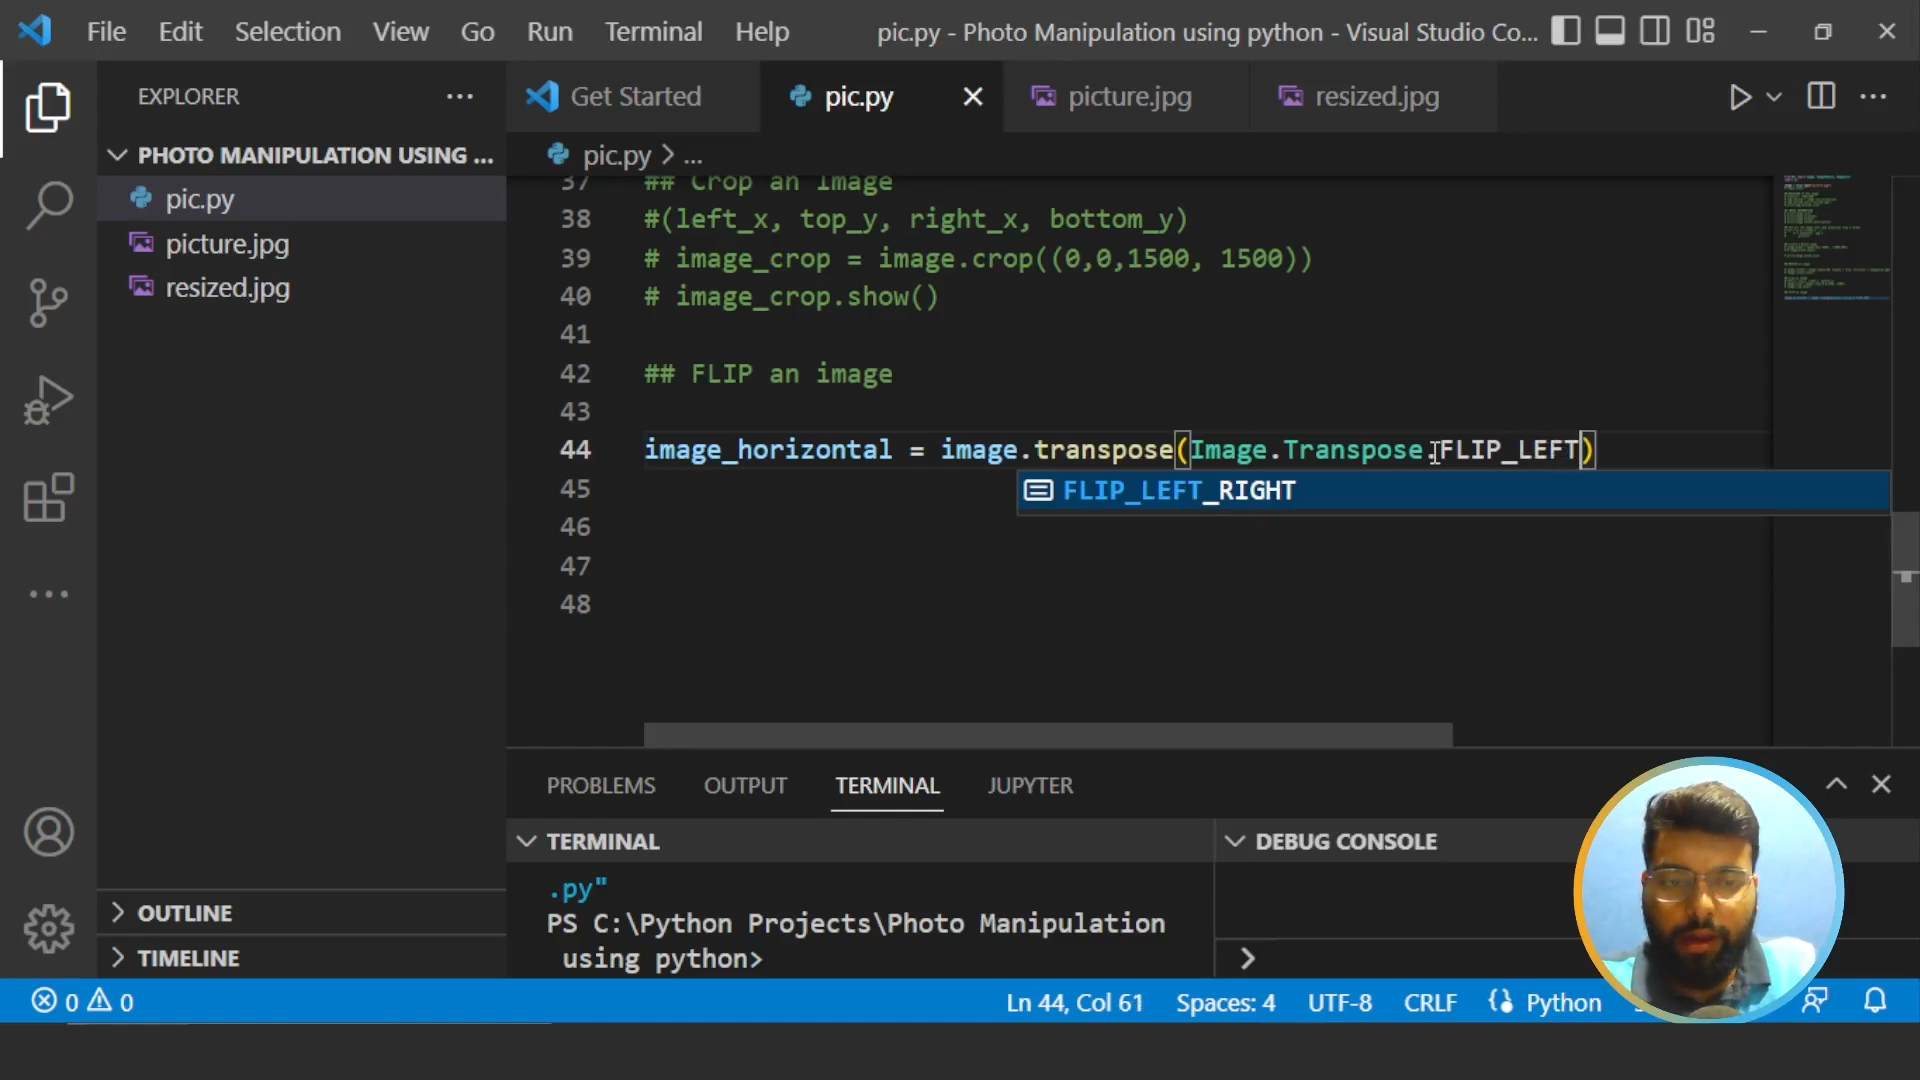 File Edit Selection View Go Run Terminal Help pic.py - Photo Manipulation using python - Visual Studio Co...
EXPLORER
Get Started pic.py picture.jpg resized.jpg
PHOTO MANIPULATION USING ...
pic.py
picture.jpg
resized.jpg
OUTLINE
TIMELINE
pic.py > ...
37 ## Crop an Image
38 #(left_x, top_y, right_x, bottom_y)
39 # image_crop = image.crop((0,0,1500, 1500))
40 # image_crop.show()
41
42 ## FLIP an image
43
44 image_horizontal = image.transpose(Image.Transpose.FLIP_LEFT)
FLIP_LEFT_RIGHT
45
46
47
48
PROBLEMS OUTPUT TERMINAL JUPYTER
TERMINAL
.py"
PS C:\Python Projects\Photo Manipulation
using python>
DEBUG CONSOLE
>
0 0 Ln 44, Col 61 Spaces: 4 UTF-8 CRLF Python